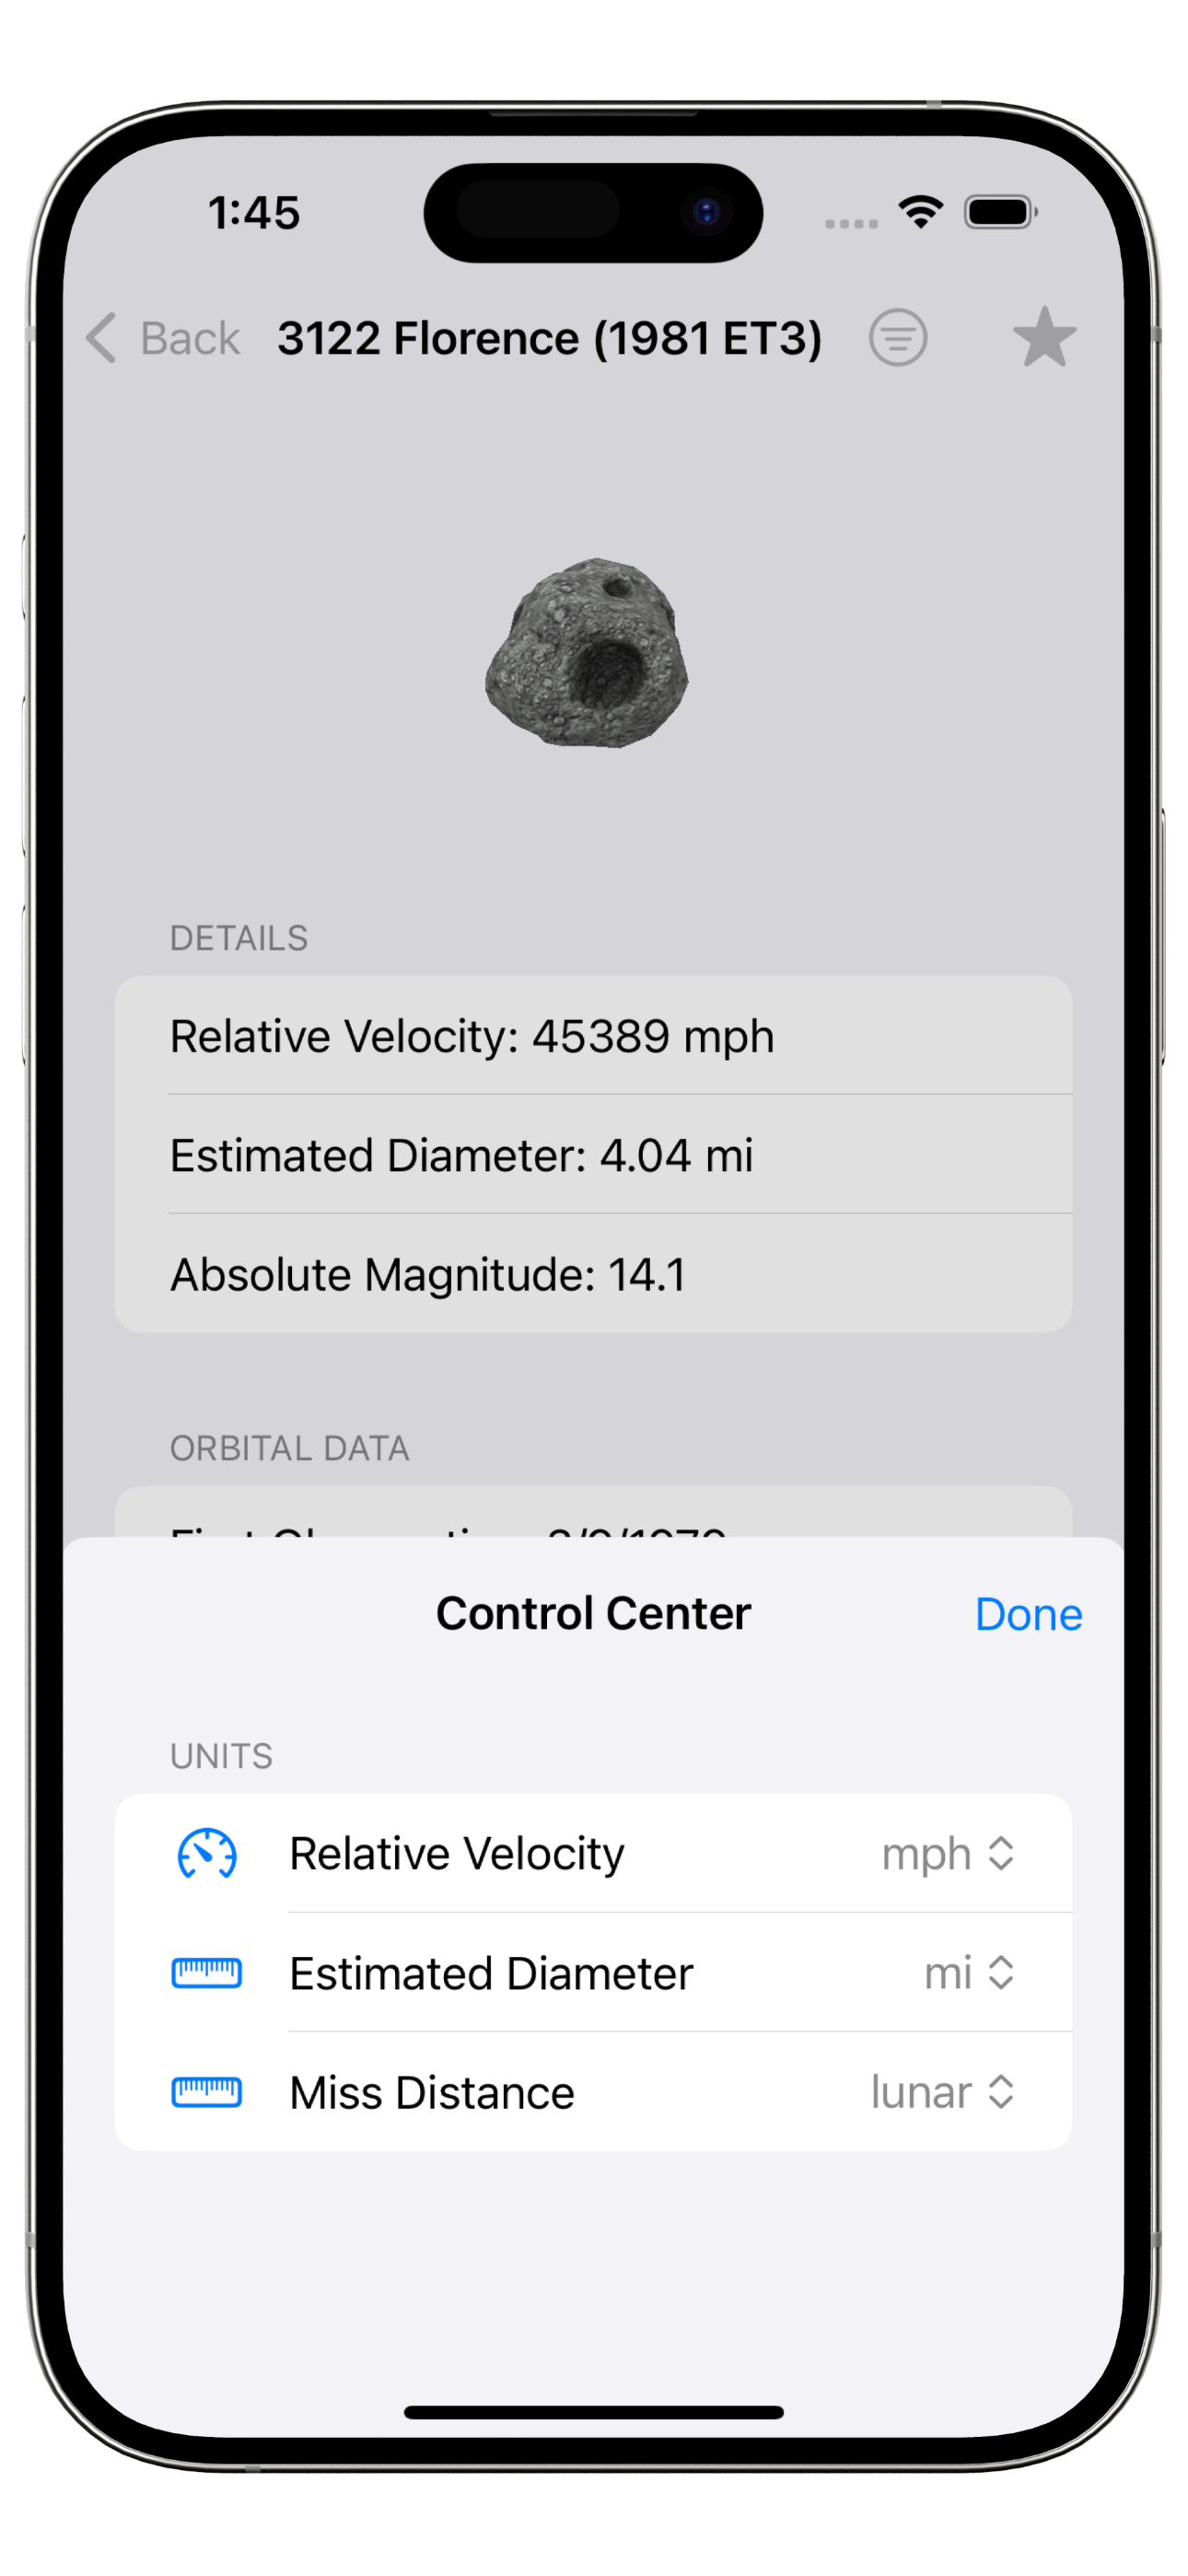 1:45
Back 3122 Florence (1981 ET3)
DETAILS
Relative Velocity: 45389 mph
Estimated Diameter: 4.04 mi
Absolute Magnitude: 14.1
ORBITAL DATA
Control Center Done
UNITS
Relative Velocity mph
Estimated Diameter mi
Miss Distance lunar